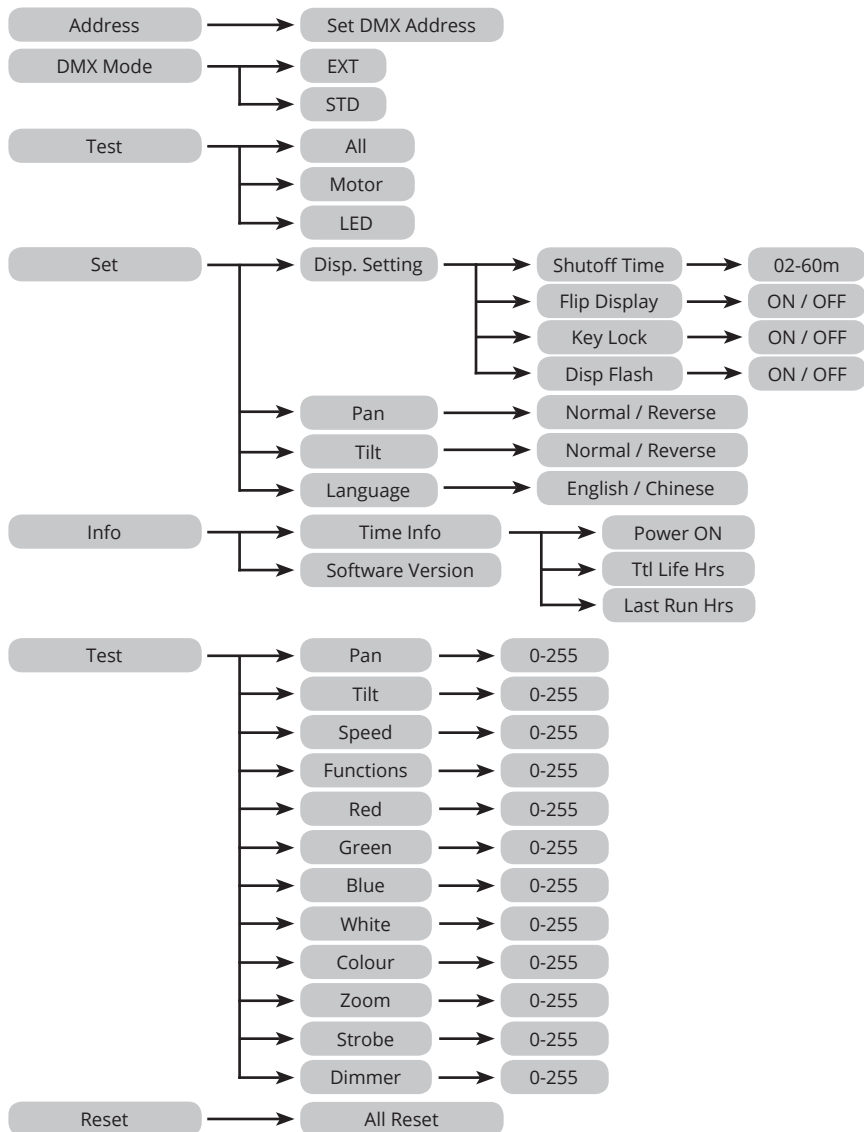 Address Set DMX Address
DMX Mode EXT
STD
Test All
Motor
LED
Set Disp. Setting Shutoff Time 02-60m
Flip Display ON / OFF
Key Lock ON / OFF
Disp Flash ON / OFF
Pan Normal / Reverse
Tilt Normal / Reverse
Language English / Chinese
Info Time Info Power ON
Software Version Ttl Life Hrs
Last Run Hrs
Test Pan 0-255
Tilt 0-255
Speed 0-255
Functions 0-255
Red 0-255
Green 0-255
Blue 0-255
White 0-255
Colour 0-255
Zoom 0-255
Strobe 0-255
Dimmer 0-255
Reset All Reset